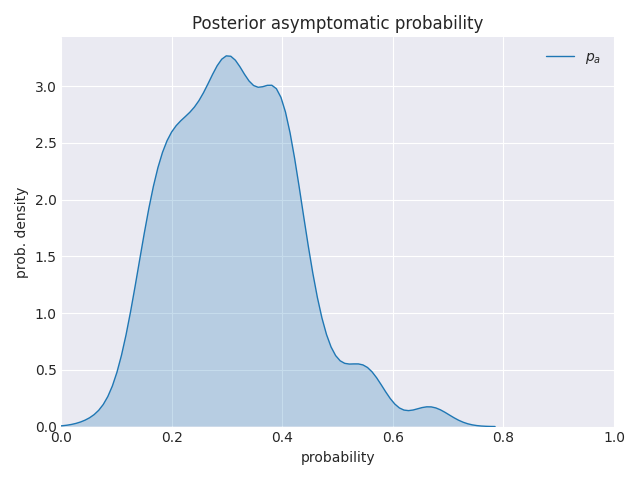 Posterior asymptomatic probability
pₐ
prob. density
3.0
2.5
2.0
1.5
1.0
0.5
0.0
0.0 0.2 0.4 0.6 0.8 1.0
probability